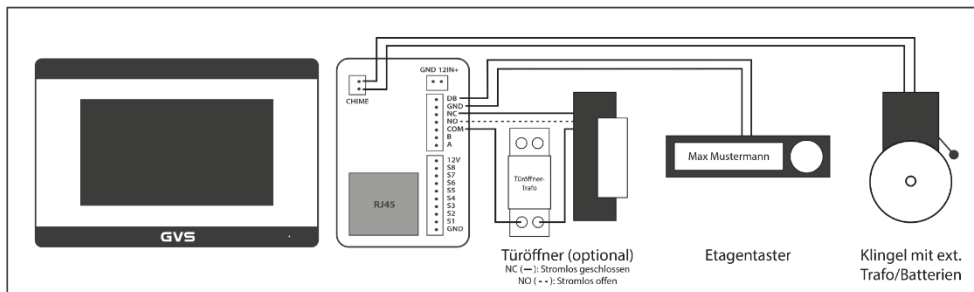 GND 12IN+
CHIME
DB
GND
NC
NO
COM
B
A
12V
S8
S7
S6
S5
S4
S3
S2
S1
GND
RJ45
GVS
Türöffner-
Trafo
Max Mustermann
Türöffner (optional)
NC (—): Stromlos geschlossen
NO (- -): Stromlos offen
Etagentaster
Klingel mit ext.
Trafo/Batterien